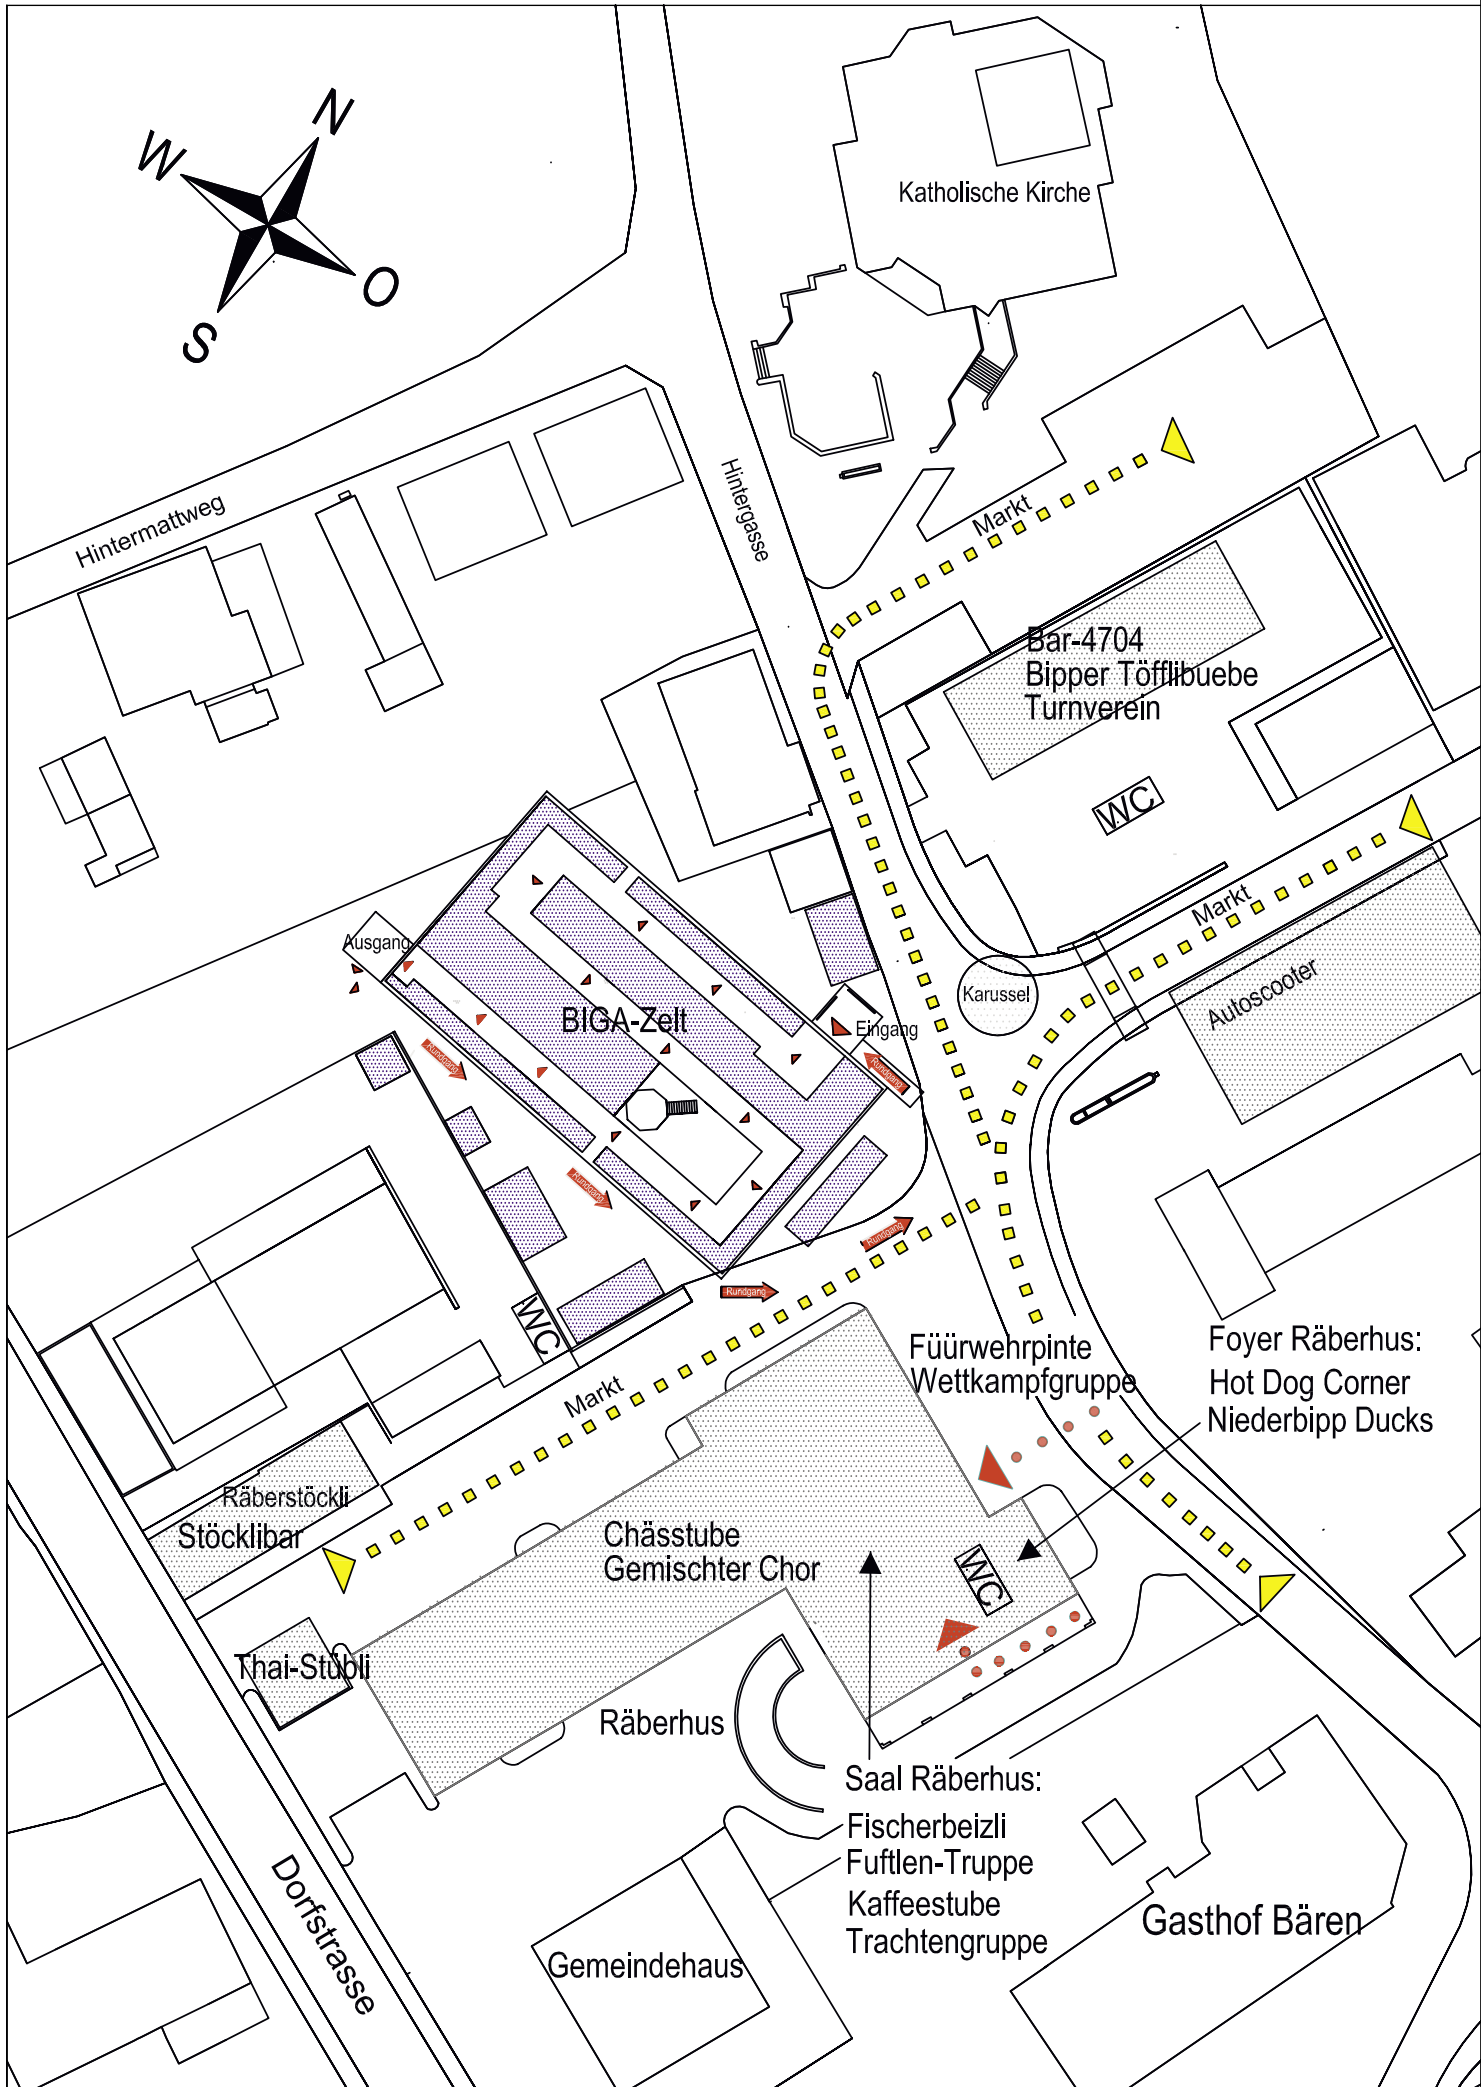 N
W
O
S
Katholische Kirche
Hintermattweg
Hintergasse
Markt
Bar-4704
Bipper Töfflibuebe
Turnverein
WC
Markt
Autoscooter
Ausgang
BIGA-Zelt
Karussel
Eingang
Rundgang
Rundgang
Rundgang
Rundgang
Rundgang
WC
Markt
Füürwehrpinte
Wettkampfgruppe
Foyer Räberhus:
Hot Dog Corner
Niederbipp Ducks
Räberstöckli
Stöcklibar
Chässtube
Gemischter Chor
WC
Thai-Stübli
Räberhus
Saal Räberhus:
Fischerbeizli
Fuftlen-Truppe
Kaffeestube
Trachtengruppe
Dorfstrasse
Gemeindehaus
Gasthof Bären